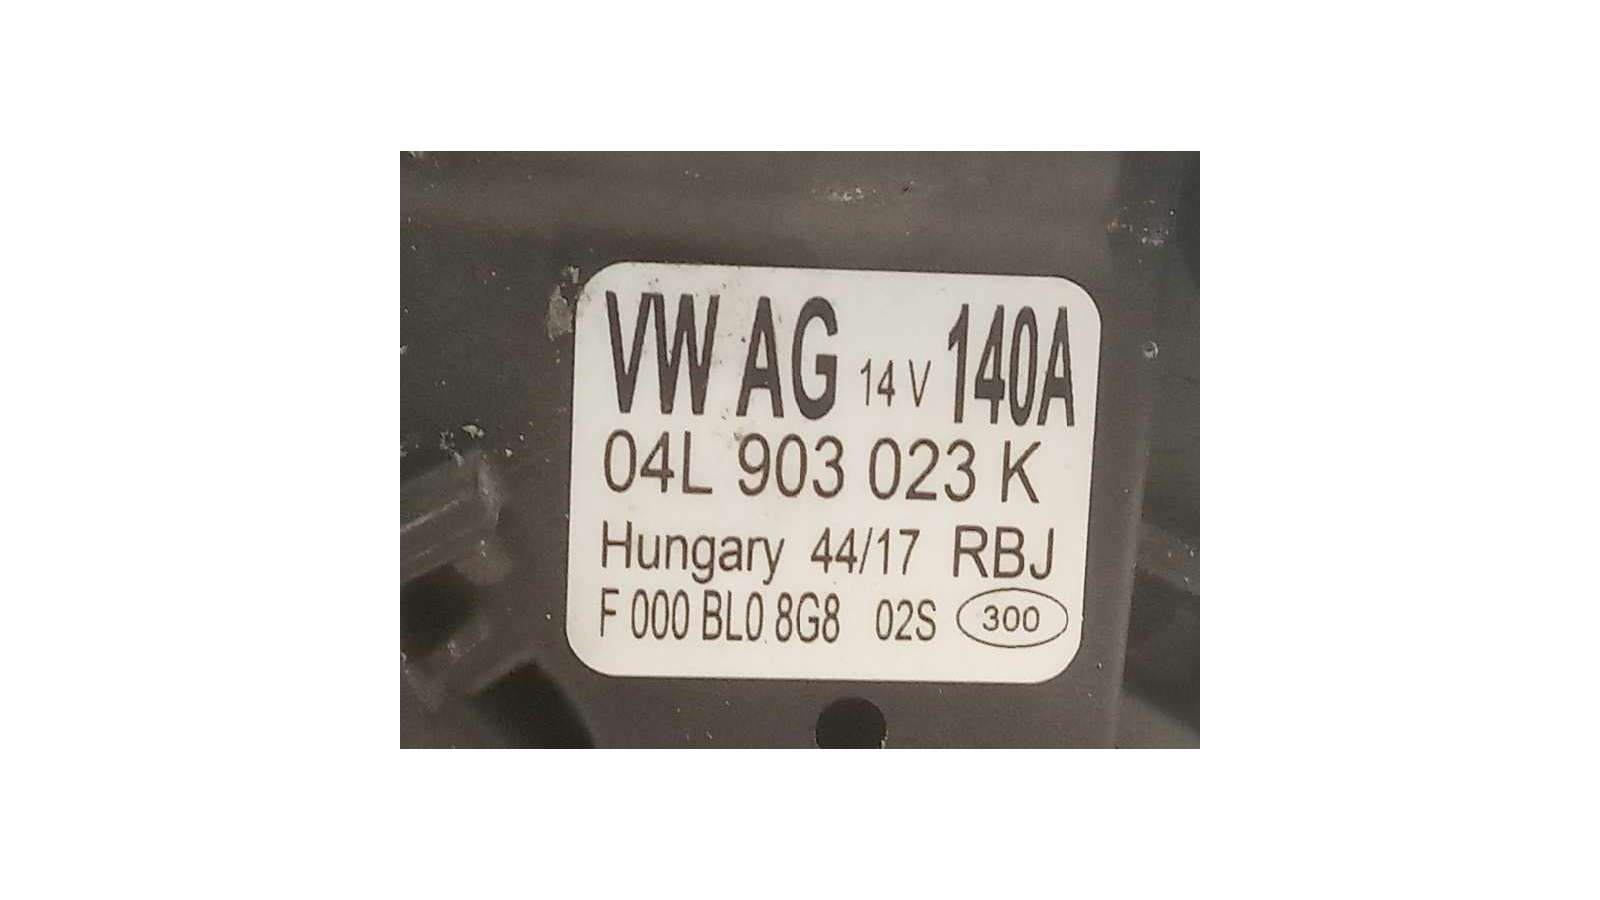 VW AG 14 V 140A
04L 903 023 K
Hungary 44/17 RBJ
F 000 BL0 8G8 02S 300